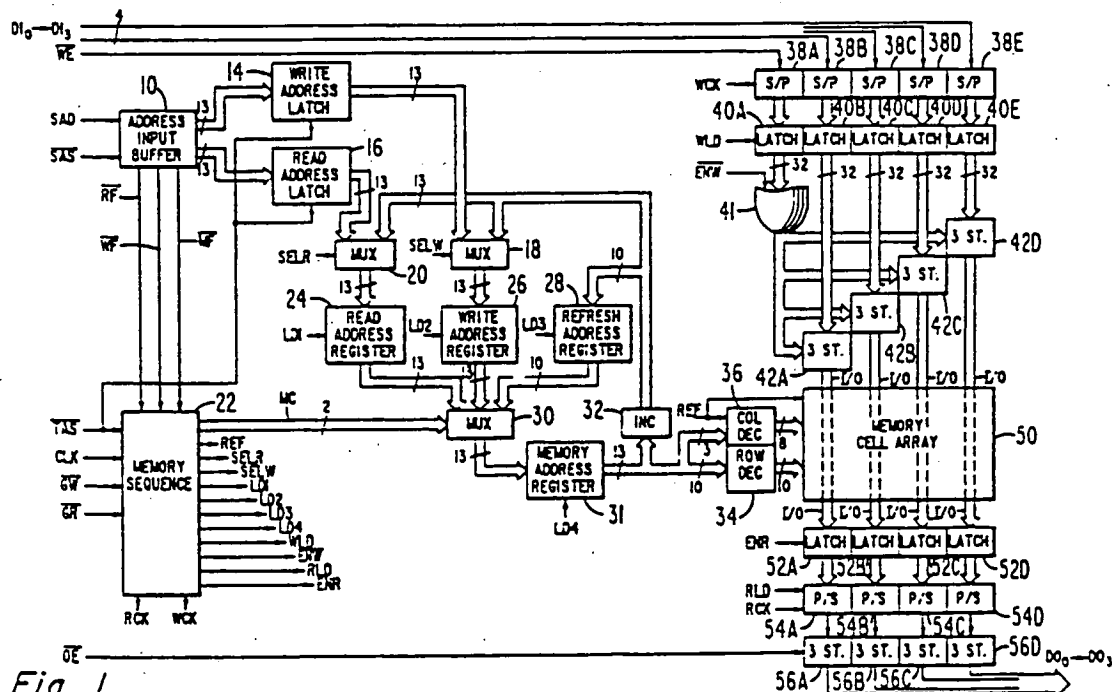 DI0 ↔ DI3
4
WE
38A 38B 38C 38D 38E
WCK
S/P S/P S/P S/P S/P
40A 40B 40C 40D 40E
WLD
LATCH LATCH LATCH LATCH LATCH
ENW
32 32 32 32 32
41
3 ST. 42D
3 ST. 42C
3 ST. 42B
3 ST. 42A
I/O I/O I/O I/O
10
SAD
SAS
ADDRESS INPUT BUFFER
13
13
14
WRITE ADDRESS LATCH
13
16
READ ADDRESS LATCH
13
13
RF
WF
SELR
MUX
20
SELW
MUX
18
13
13
10
24
LD1
READ ADDRESS REGISTER
26
LD2
WRITE ADDRESS REGISTER
28
LD3
REFRESH ADDRESS REGISTER
13
13
10
22
MC
2
MUX
30
32
INC
13
MEMORY ADDRESS REGISTER
31
LD4
13
3
10
REF
36
COL DEC
8
ROW DEC
34
10
MEMORY CELL ARRAY
50
TAS
CLK
GW
GR
MEMORY SEQUENCE
REF
SELR
SELW
LD1
LD2
LD3
LD4
WLD
ENW
RLD
ENR
RCK WCK
I/O I/O I/O I/O
ENR
LATCH LATCH LATCH LATCH
52A 52B 52C 52D
RLD
RCK
P/S P/S P/S P/S
54A 54B 54C 54D
OE
3 ST. 3 ST. 3 ST. 3 ST.
56A 56B 56C 56D
DO0 ↔ DO3
Fig. 1